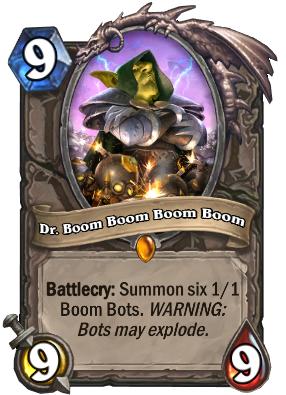 9
Dr. Boom Boom Boom Boom
Battlecry: Summon six 1/1
Boom Bots. WARNING:
Bots may explode.
9 9